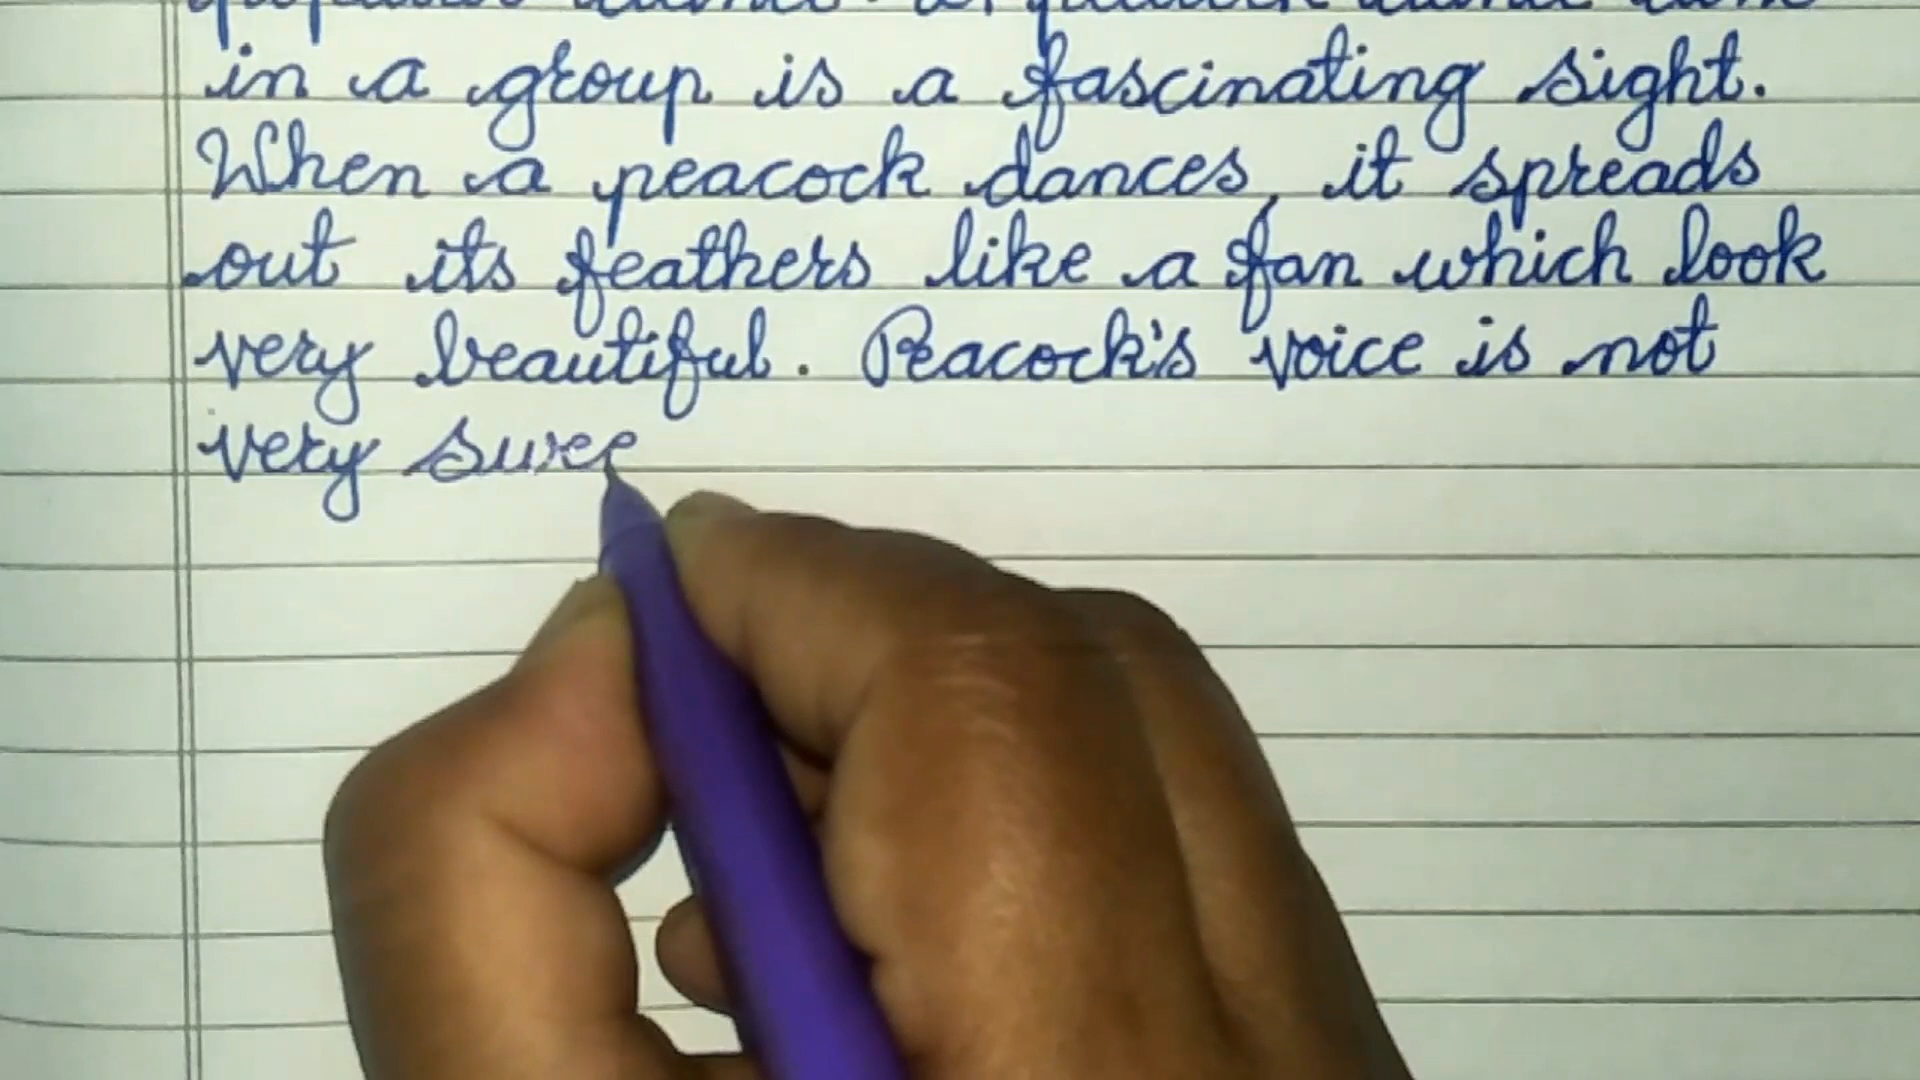 in a group is a fascinating sight.
When a peacock dances, it spreads
out its feathers like a fan which look
very beautiful. Peacock's voice is not
very swee